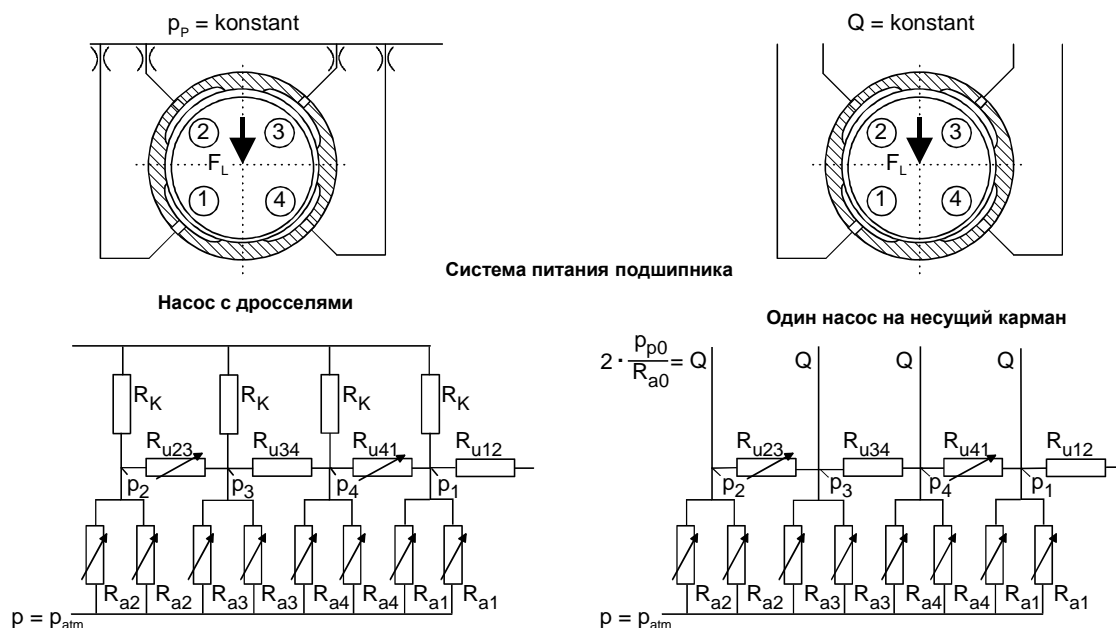 p_P = konstant
Q = konstant
2 3
F_L
1 4
2 3
F_L
1 4
Система питания подшипника
Насос с дросселями
Один насос на несущий карман
R_K R_K R_K R_K
R_u23 R_u34 R_u41 R_u12
p_2 p_3 p_4 p_1
R_a2 R_a2 R_a3 R_a3 R_a4 R_a4 R_a1 R_a1
p = p_atm
2 · p_p0 / R_a0 = Q Q Q Q
R_u23 R_u34 R_u41 R_u12
p_2 p_3 p_4 p_1
R_a2 R_a2 R_a3 R_a3 R_a4 R_a4 R_a1 R_a1
p = p_atm